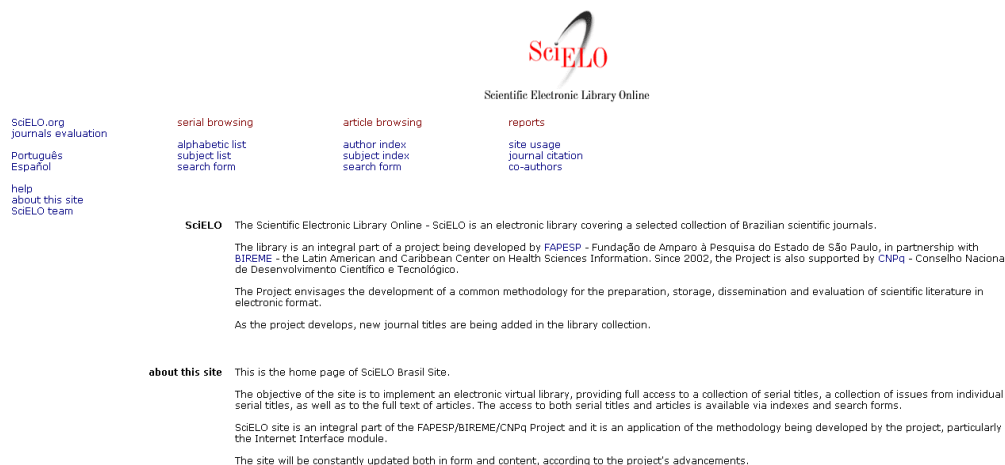 SciELO
Scientific Electronic Library Online
SciELO.org
journals evaluation
Português
Español
help
about this site
SciELO team
serial browsing
alphabetic list
subject list
search form
article browsing
author index
subject index
search form
reports
site usage
journal citation
co-authors
SciELO The Scientific Electronic Library Online - SciELO is an electronic library covering a selected collection of Brazilian scientific journals.
The library is an integral part of a project being developed by FAPESP - Fundação de Amparo à Pesquisa do Estado de São Paulo, in partnership with
BIREME - the Latin American and Caribbean Center on Health Sciences Information. Since 2002, the Project is also supported by CNPq - Conselho Naciona
de Desenvolvimento Científico e Tecnológico.
The Project envisages the development of a common methodology for the preparation, storage, dissemination and evaluation of scientific literature in
electronic format.
As the project develops, new journal titles are being added in the library collection.
about this site This is the home page of SciELO Brasil Site.
The objective of the site is to implement an electronic virtual library, providing full access to a collection of serial titles, a collection of issues from individual
serial titles, as well as to the full text of articles. The access to both serial titles and articles is available via indexes and search forms.
SciELO site is an integral part of the FAPESP/BIREME/CNPq Project and it is an application of the methodology being developed by the project, particularly
the Internet Interface module.
The site will be constantly updated both in form and content, according to the project's advancements.